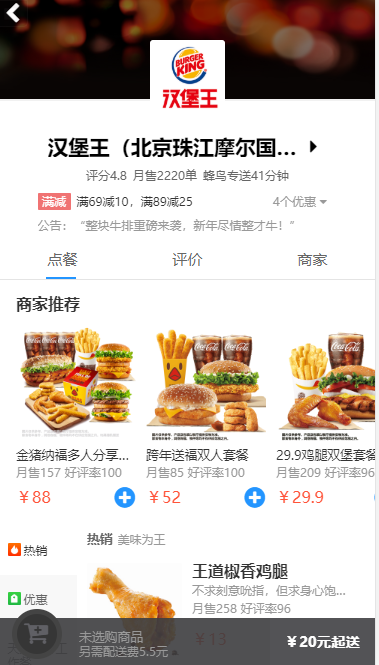 BURGER
KING
汉堡王
汉堡王（北京珠江摩尔国...
评分4.8 月售2220单 蜂鸟专送41分钟
满减 满69减10，满89减25
4个优惠
公告：“整块牛排重磅来袭，新年尽情整才牛！”
点餐 评价 商家
商家推荐
金猪纳福多人分享... 跨年送福双人套餐 29.9鸡腿双堡套餐
月售157 好评率100 月售85 好评率100 月售209 好评率96
￥88 ￥52 ￥29.9
热销
优惠
热销 美味为王
王道椒香鸡腿
不求刻意吮指，但求身心饱...
月售258 好评率96
￥13
未选购商品
另需配送费5.5元
￥20元起送